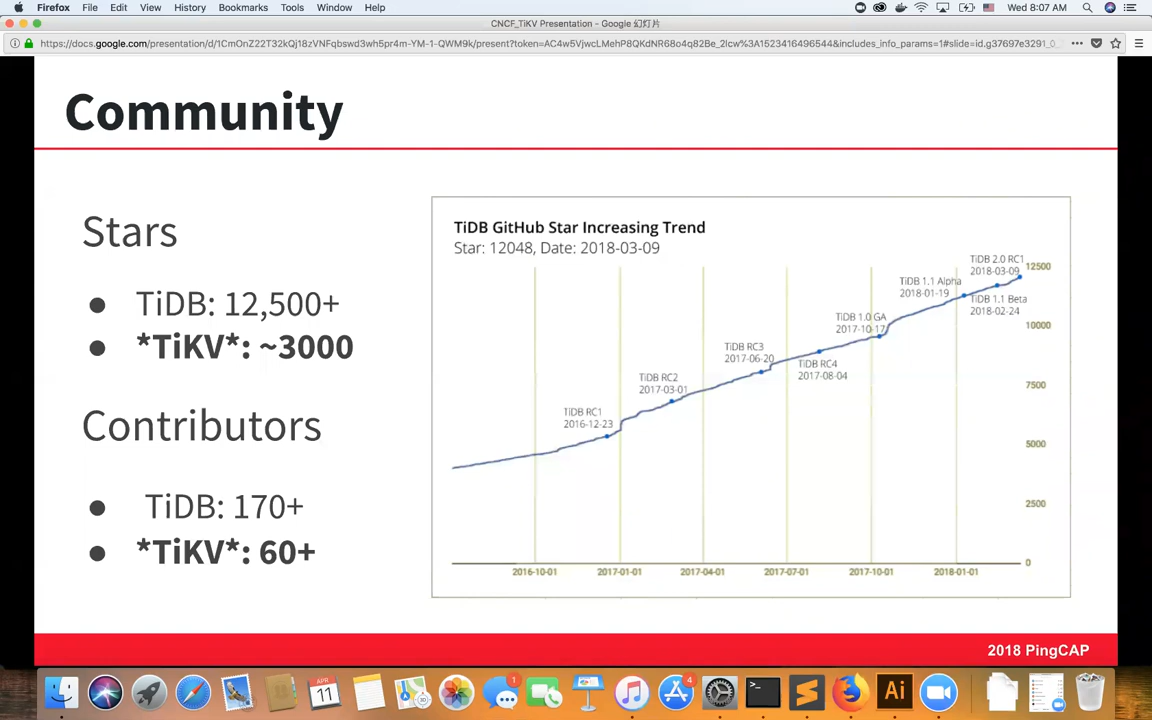 Firefox File Edit View History Bookmarks Tools Window Help Wed 8:07 AM
CNCF_TiKV Presentation - Google 幻灯片
Community
Stars
● TiDB: 12,500+
● *TiKV*: ~3000
Contributors
● TiDB: 170+
● *TiKV*: 60+
TiDB GitHub Star Increasing Trend
Star: 12048, Date: 2018-03-09
TiDB 2.0 RC1
2018-03-09
12500
TiDB 1.1 Alpha
2018-01-19
TiDB 1.1 Beta
2018-02-24
TiDB 1.0 GA
2017-10-17
10000
TiDB RC3
2017-06-20
TiDB RC4
2017-08-04
TiDB RC2
2017-03-01
7500
TiDB RC1
2016-12-23
5000
2500
0
2016-10-01 2017-01-01 2017-04-01 2017-07-01 2017-10-01 2018-01-01
2018 PingCAP
APR
11
1
4
Ai